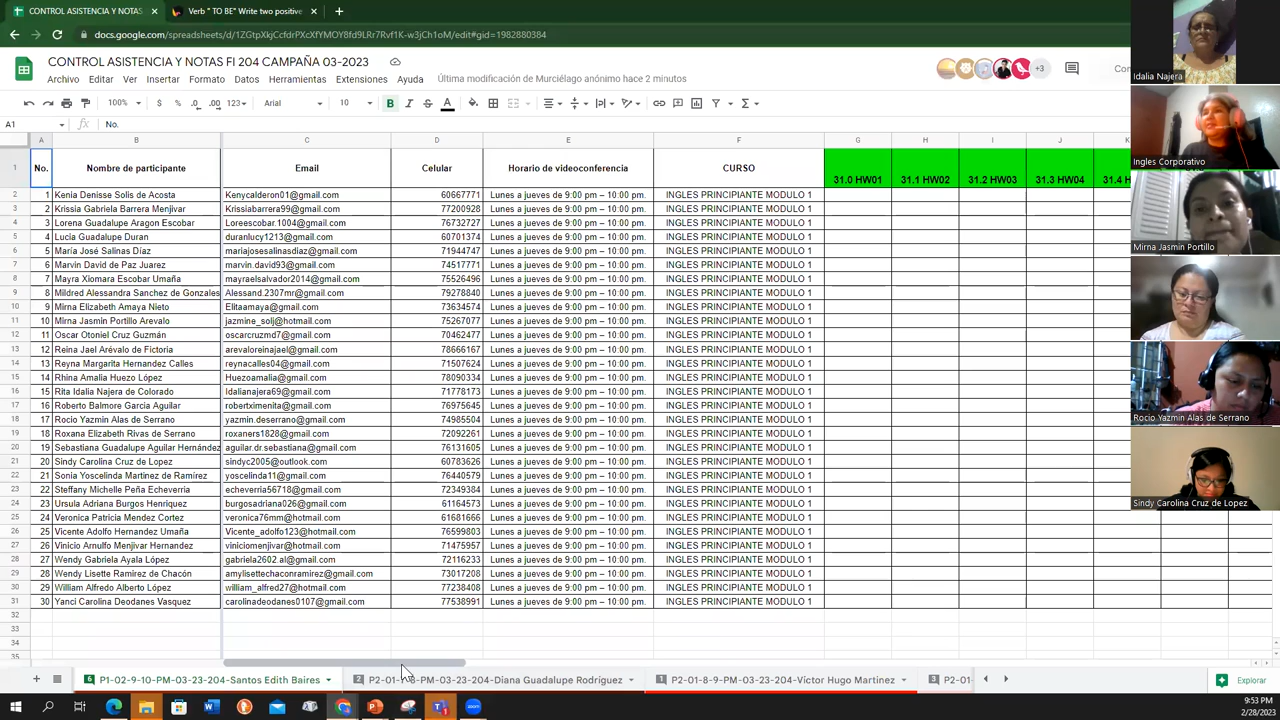 CONTROL ASISTENCIA Y NOTAS
Verb " TO BE" Write two positive
docs.google.com/spreadsheets/d/1ZGtpXkjCcfdrPXcXfYMOY8fd9LRr7Rvf1K-w3jCh1oM/edit#gid=1982880384
CONTROL ASISTENCIA Y NOTAS FI 204 CAMPAÑA 03-2023
Archivo Editar Ver Insertar Formato Datos Herramientas Extensiones Ayuda Última modificación de Murciélago anónimo hace 2 minutos
+3
100% $ % .0 .00 123 Arial 10 B I S A
A1 No.
A B C D E F G H I J K
No. Nombre de participante Email Celular Horario de videoconferencia CURSO 31.0 HW01 31.1 HW02 31.2 HW03 31.3 HW04 31.4 H
1 Kenia Denisse Solis de Acosta Kenycalderon01@gmail.com 60667771 Lunes a jueves de 9:00 pm – 10:00 pm. INGLES PRINCIPIANTE MODULO 1
2 Krissia Gabriela Barrera Menjivar Krissiabarrera99@gmail.com 77200928 Lunes a jueves de 9:00 pm – 10:00 pm. INGLES PRINCIPIANTE MODULO 1
3 Lorena Guadalupe Aragon Escobar Loreescobar.1004@gmail.com 76732727 Lunes a jueves de 9:00 pm – 10:00 pm. INGLES PRINCIPIANTE MODULO 1
4 Lucía Guadalupe Duran duranlucy1213@gmail.com 60701374 Lunes a jueves de 9:00 pm – 10:00 pm. INGLES PRINCIPIANTE MODULO 1
5 María José Salinas Díaz mariajosesalinasdiaz@gmail.com 71944747 Lunes a jueves de 9:00 pm – 10:00 pm. INGLES PRINCIPIANTE MODULO 1
6 Marvin David de Paz Juarez marvin.david93@gmail.com 74517771 Lunes a jueves de 9:00 pm – 10:00 pm. INGLES PRINCIPIANTE MODULO 1
7 Mayra Xiomara Escobar Umaña mayraelsalvador2014@gmail.com 75526496 Lunes a jueves de 9:00 pm – 10:00 pm. INGLES PRINCIPIANTE MODULO 1
8 Mildred Alessandra Sanchez de Gonzales Alessand.2307mr@gmail.com 79278840 Lunes a jueves de 9:00 pm – 10:00 pm. INGLES PRINCIPIANTE MODULO 1
9 Mirna Elizabeth Amaya Nieto Elitaamaya@gmail.com 73634574 Lunes a jueves de 9:00 pm – 10:00 pm. INGLES PRINCIPIANTE MODULO 1
10 Mirna Jasmín Portillo Arevalo jazmine_solj@hotmail.com 75267077 Lunes a jueves de 9:00 pm – 10:00 pm. INGLES PRINCIPIANTE MODULO 1
11 Oscar Otoniel Cruz Guzmán oscarcruzmd7@gmail.com 70462477 Lunes a jueves de 9:00 pm – 10:00 pm. INGLES PRINCIPIANTE MODULO 1
12 Reina Jael Arévalo de Fictoria arevaloreinajael@gmail.com 78666167 Lunes a jueves de 9:00 pm – 10:00 pm. INGLES PRINCIPIANTE MODULO 1
13 Reyna Margarita Hernandez Calles reynacalles04@gmail.com 71507624 Lunes a jueves de 9:00 pm – 10:00 pm. INGLES PRINCIPIANTE MODULO 1
14 Rhina Amalia Huezo López Huezoamalia@gmail.com 78090334 Lunes a jueves de 9:00 pm – 10:00 pm. INGLES PRINCIPIANTE MODULO 1
15 Rita Idalia Najera de Colorado Idalianajera69@gmail.com 71778173 Lunes a jueves de 9:00 pm – 10:00 pm. INGLES PRINCIPIANTE MODULO 1
16 Roberto Balmore Garcia Aguilar robertximenita@gmail.com 76975645 Lunes a jueves de 9:00 pm – 10:00 pm. INGLES PRINCIPIANTE MODULO 1
17 Rocio Yazmin Alas de Serrano yazmin.deserrano@gmail.com 74985504 Lunes a jueves de 9:00 pm – 10:00 pm. INGLES PRINCIPIANTE MODULO 1
18 Roxana Elizabeth Rivas de Serrano roxaners1828@gmail.com 72092261 Lunes a jueves de 9:00 pm – 10:00 pm. INGLES PRINCIPIANTE MODULO 1
19 Sebastiana Guadalupe Aguilar Hernández aguilar.dr.sebastiana@gmail.com 76131605 Lunes a jueves de 9:00 pm – 10:00 pm. INGLES PRINCIPIANTE MODULO 1
20 Sindy Carolina Cruz de Lopez sindyc2005@outlook.com 60783626 Lunes a jueves de 9:00 pm – 10:00 pm. INGLES PRINCIPIANTE MODULO 1
21 Sonia Yoscelinda Martinez de Ramírez yoscelinda11@gmail.com 76440579 Lunes a jueves de 9:00 pm – 10:00 pm. INGLES PRINCIPIANTE MODULO 1
22 Steffany Michelle Peña Echeverria echeverria56718@gmail.com 72349384 Lunes a jueves de 9:00 pm – 10:00 pm. INGLES PRINCIPIANTE MODULO 1
23 Ursula Adriana Burgos Henriquez burgosadriana026@gmail.com 61164573 Lunes a jueves de 9:00 pm – 10:00 pm. INGLES PRINCIPIANTE MODULO 1
24 Veronica Patricia Mendez Cortez veronica76mm@hotmail.com 61681666 Lunes a jueves de 9:00 pm – 10:00 pm. INGLES PRINCIPIANTE MODULO 1
25 Vicente Adolfo Hernandez Umaña Vicente_adolfo123@hotmail.com 76599803 Lunes a jueves de 9:00 pm – 10:00 pm. INGLES PRINCIPIANTE MODULO 1
26 Vinicio Arnulfo Menjivar Hernandez viniciomenjivar@hotmail.com 71475957 Lunes a jueves de 9:00 pm – 10:00 pm. INGLES PRINCIPIANTE MODULO 1
27 Wendy Gabriela Ayala López gabriela2602.al@gmail.com 72116233 Lunes a jueves de 9:00 pm – 10:00 pm. INGLES PRINCIPIANTE MODULO 1
28 Wendy Lisette Ramirez de Chacón amylisettechaconramirez@gmail.com 73017208 Lunes a jueves de 9:00 pm – 10:00 pm. INGLES PRINCIPIANTE MODULO 1
29 William Alfredo Alberto López william_alfred27@hotmail.com 77238408 Lunes a jueves de 9:00 pm – 10:00 pm. INGLES PRINCIPIANTE MODULO 1
30 Yanci Carolina Deodanes Vasquez carolinadeodanes0107@gmail.com 77538991 Lunes a jueves de 9:00 pm – 10:00 pm. INGLES PRINCIPIANTE MODULO 1
6 P1-02-9-10-PM-03-23-204-Santos Edith Baires
2 P2-01- PM-03-23-204-Diana Guadalupe Rodríguez
1 P2-01-8-9-PM-03-23-204-Víctor Hugo Martinez
3 P2-01-
Explorar
9:53 PM
2/28/2023
Idalia Najera
Ingles Corporativo
Mirna Jasmin Portillo
Rocio Yazmin Alas de Serrano
Sindy Carolina Cruz de Lopez